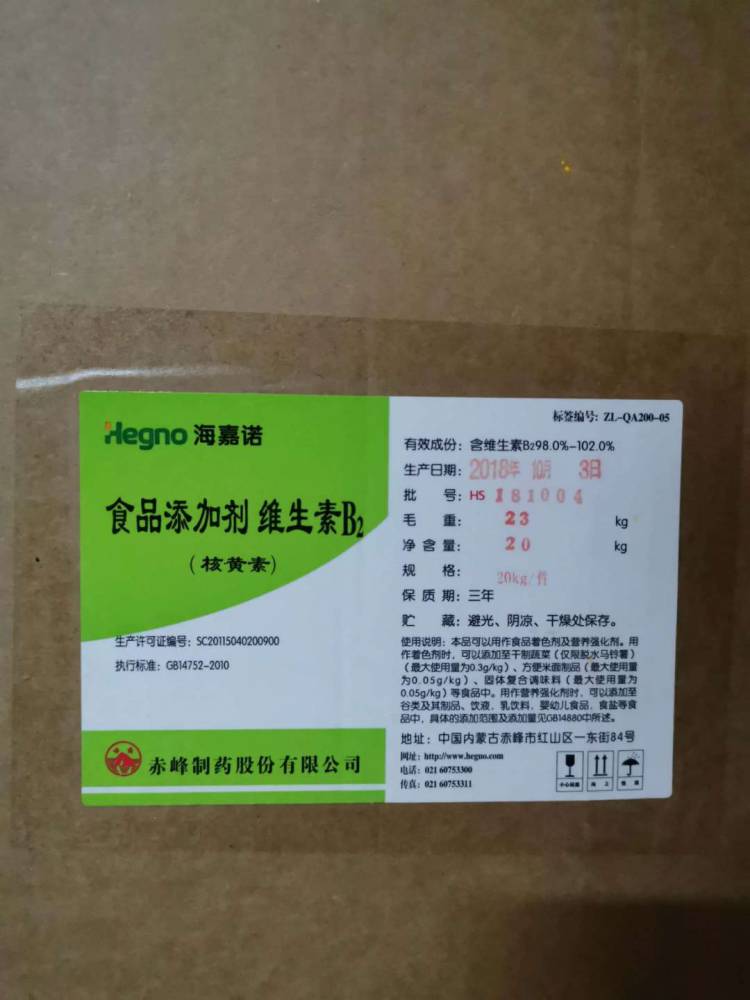 Hegno 海嘉诺
食品添加剂 维生素B2
(核黄素)
生产许可证编号: SC20115040200900
执行标准: GB14752-2010
赤峰制药股份有限公司
标签编号: ZL-QA200-05
有效成份: 含维生素B2 98.0%-102.0%
生产日期: 2018年 10月 3日
批 号: HS 181004
毛 重: 23 kg
净 含 量: 20 kg
规 格: 20kg/件
保 质 期: 三年
贮 藏: 避光、阴凉、干燥处保存。
使用说明: 本品可以用作食品着色剂及营养强化剂。用
作着色剂时, 可以添加至干制蔬菜 (仅限脱水马铃薯)
(最大使用量为0.3g/kg)、方便米面制品 (最大使用量
为0.05g/kg)、固体复合调味料 (最大使用量为
0.05g/kg) 等食品中。用作营养强化剂时, 可以添加至
谷类及其制品、饮液, 乳饮料, 婴幼儿食品, 食盐等食
品中, 具体的添加范围及添加量见GB14880中所述。
地址: 中国内蒙古赤峰市红山区一东街84号
网址: http://www.hegno.com
电话: 021 60753300
传真: 021 60753311
小心轻放 向上 怕湿